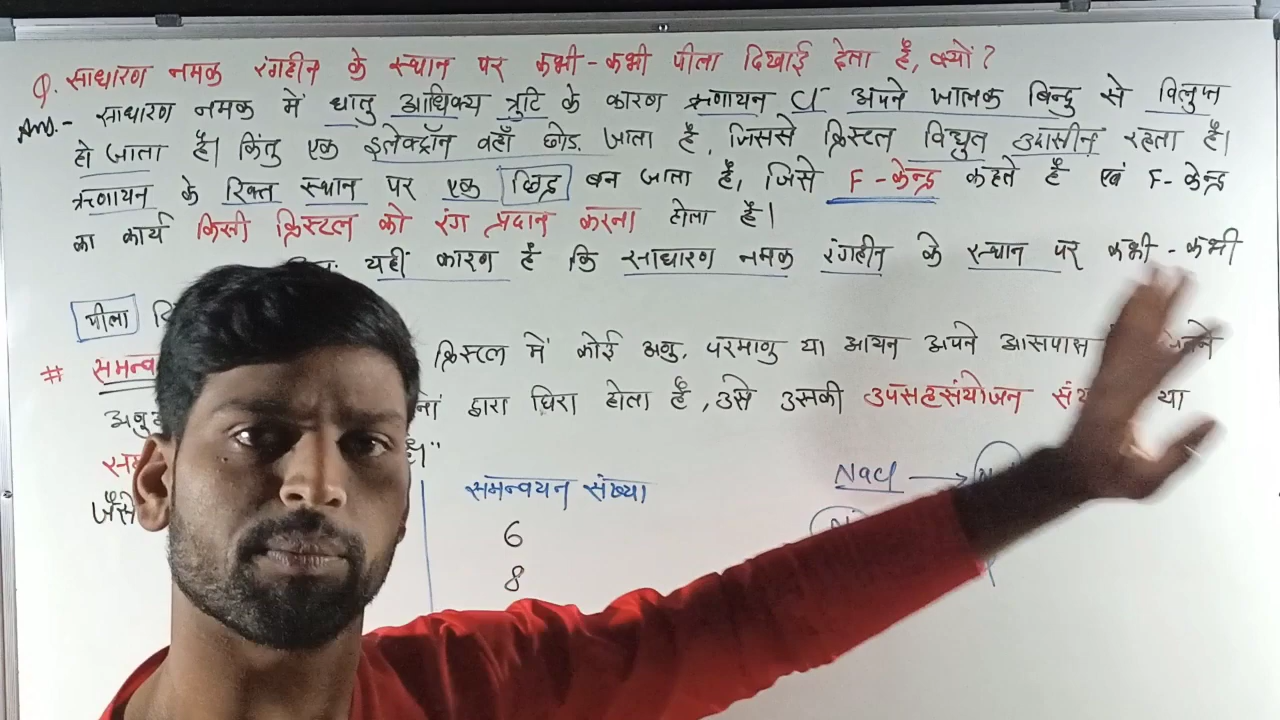 Q. साधारण नमक रंगहीन के स्थान पर कभी-कभी पीला दिखाई देता है, क्यों?
Ans.- साधारण नमक में धातु आधिक्य त्रुटि के कारण ऋणायन Cl⁻ अपने जालक बिन्दु से विलुप्त
हो जाता है। किंतु एक इलेक्ट्रॉन वहाँ छोड़ जाता है, जिससे क्रिस्टल विद्युत उदासीन रहता है।
ऋणायन के रिक्त स्थान पर एक छिद्र बन जाता है, जिसे F-केन्द्र कहते हैं एवं F-केन्द्र
का कार्य किसी क्रिस्टल को रंग प्रदान करना होता है।
यहीं कारण है कि साधारण नमक रंगहीन के स्थान पर कभी-कभी
पीला
# क्रिस्टल में कोई अणु, परमाणु या आयन अपने आसपास
द्वारा घिरा होता है, उसे उसकी उपसहसंयोजन या
है।"
जैसे
समन्वयन संख्या
NaCl →
6
8